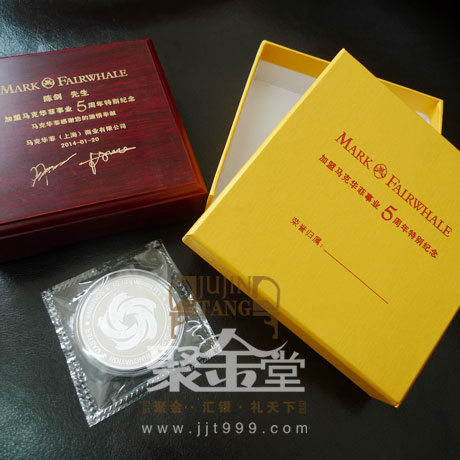 MARK FAIRWHALE
陈剑 先生
加盟马克华菲事业5周年特别纪念
马克华菲感谢您的激情奉献
马克华菲（上海）商业有限公司
2014-01-20
MARK FAIRWHALE
加盟马克华菲事业5周年特别纪念
荣誉归属：
JUJIN
TANG
聚金堂
聚金··汇银·礼天下
www.jjt999.com